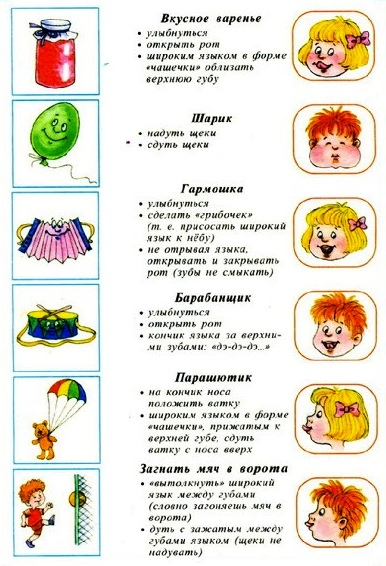 Вкусное варенье
• улыбнуться
• открыть рот
• широким языком в форме
«чашечки» облизать
верхнюю губу
Шарик
• надуть щеки
• сдуть щеки
Гармошка
• улыбнуться
• сделать «грибочек»
(т. е. присосать широкий
язык к нёбу)
• не отрывая языка,
открывать и закрывать
рот (зубы не смыкать)
Барабанщик
• улыбнуться
• открыть рот
• кончик языка за верхни-
ми зубами: «дэ-дэ-дэ...»
Парашютик
• на кончик носа
положить ватку
• широким языком в форме
«чашечки», прижатым к
верхней губе, сдуть
ватку с носа вверх
Загнать мяч в ворота
• «вытолкнуть» широкий
язык между губами
(словно загоняешь мяч в
ворота)
• дуть с зажатым между
губами языком (щеки не
надувать)